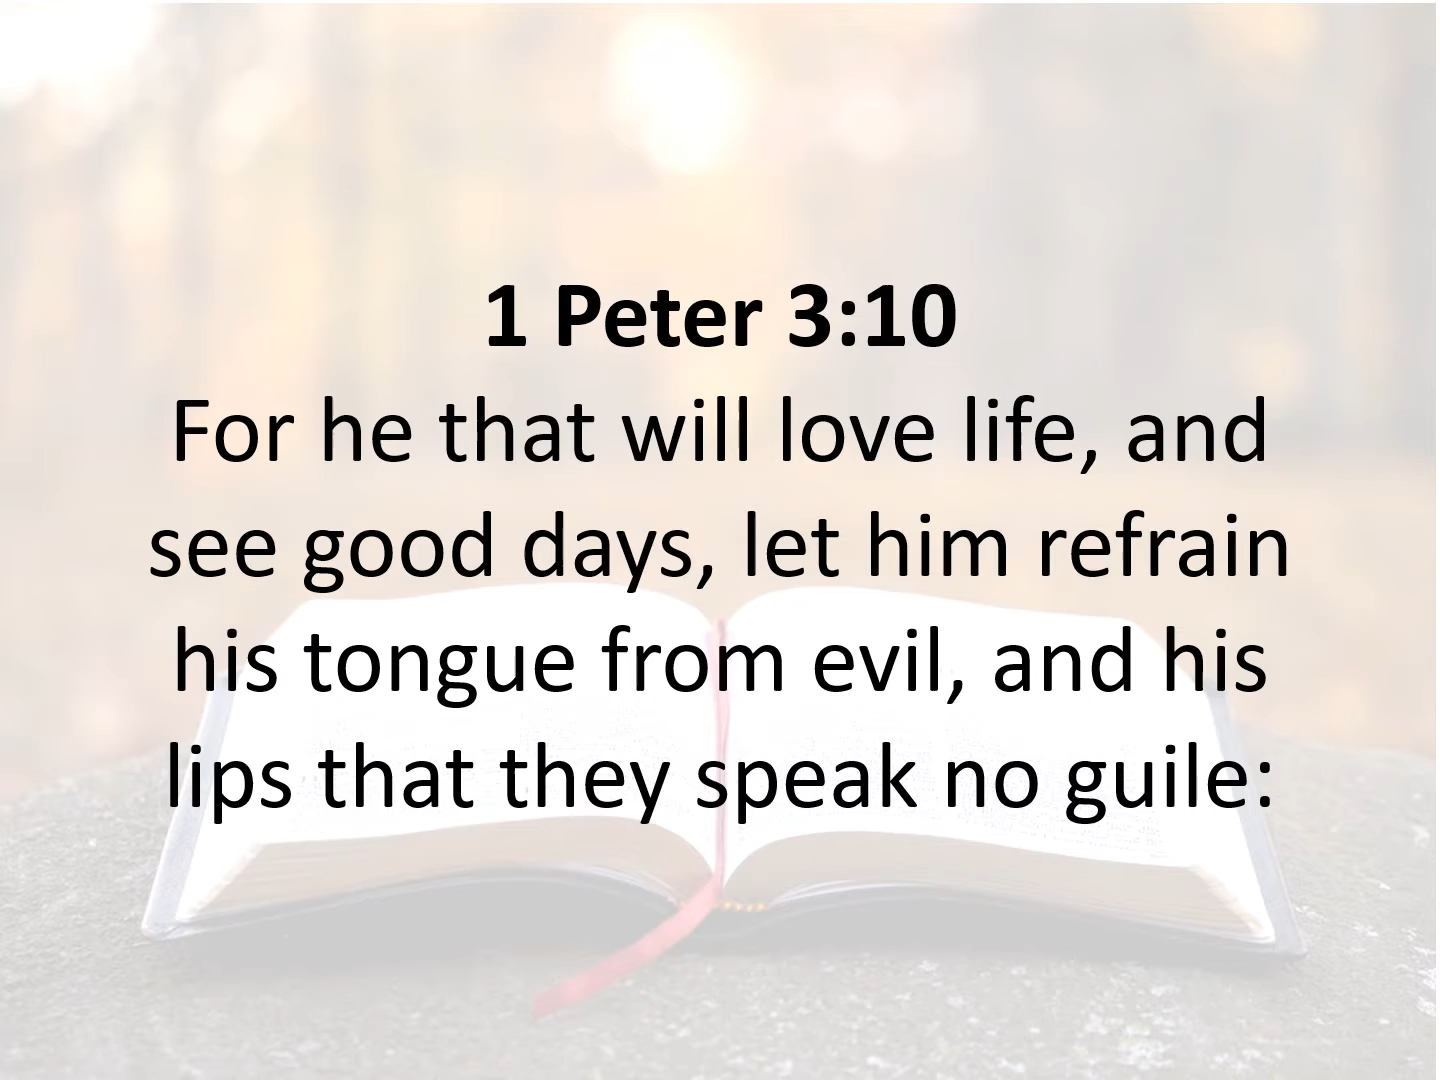 1 Peter 3:10
For he that will love life, and
see good days, let him refrain
his tongue from evil, and his
lips that they speak no guile: